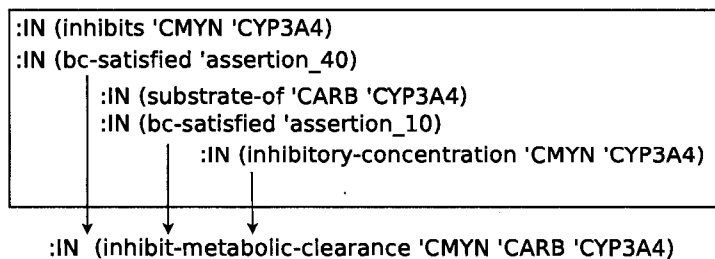 :IN (inhibits 'CMYN 'CYP3A4)
:IN (bc-satisfied 'assertion_40)
:IN (substrate-of 'CARB 'CYP3A4)
:IN (bc-satisfied 'assertion_10)
:IN (inhibitory-concentration 'CMYN 'CYP3A4)
:IN (inhibit-metabolic-clearance 'CMYN 'CARB 'CYP3A4)